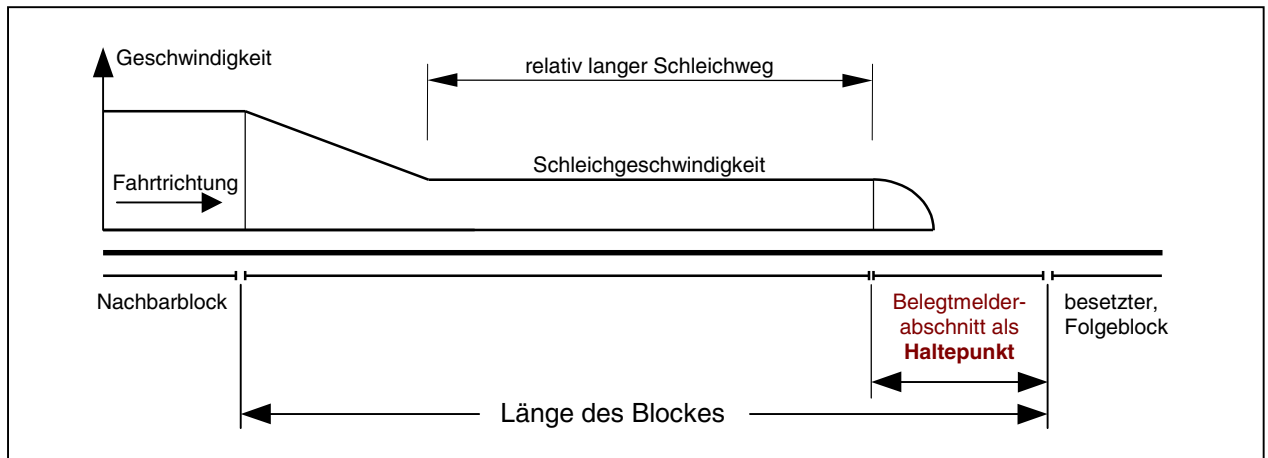 Geschwindigkeit
relativ langer Schleichweg
Schleichgeschwindigkeit
Fahrtrichtung
Nachbarblock
Belegtmelder-
abschnitt als
Haltepunkt
besetzter,
Folgeblock
Länge des Blockes